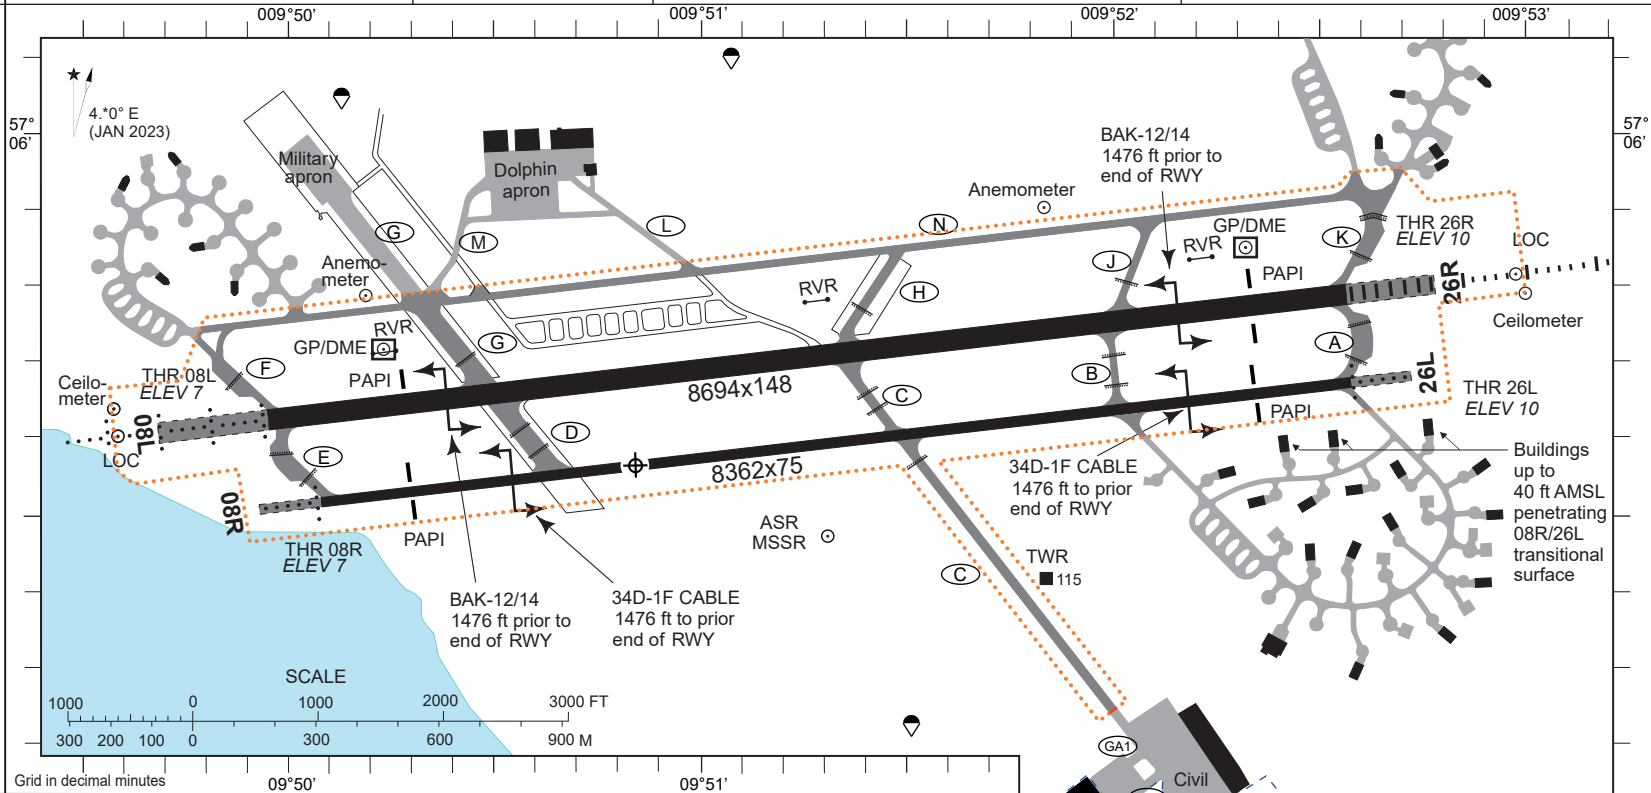 009°50'
009°51'
009°52'
009°53'
57°
06'
57°
06'
4.*0° E
(JAN 2023)
Military
apron
Dolphin
apron
BAK-12/14
1476 ft prior to
end of RWY
Anemometer
G
M
L
N
GP/DME
RVR
K
THR 26R
ELEV 10
LOC
J
PAPI
26R
Anemo-
meter
RVR
H
Ceilometer
RVR
GP/DME
G
A
PAPI
F
THR 08L
ELEV 7
Ceilo-
meter
8694x148
B
C
26L
THR 26L
ELEV 10
PAPI
08L
LOC
D
E
8362x75
34D-1F CABLE
1476 ft to prior
end of RWY
Buildings
up to
40 ft AMSL
penetrating
08R/26L
transitional
surface
08R
PAPI
ASR
MSSR
THR 08R
ELEV 7
TWR
115
C
BAK-12/14
1476 ft prior to
end of RWY
34D-1F CABLE
1476 ft to prior
end of RWY
SCALE
1000 0 1000 2000 3000 FT
300 200 100 0 300 600 900 M
GA1
Civil
Grid in decimal minutes
009°50'
009°51'